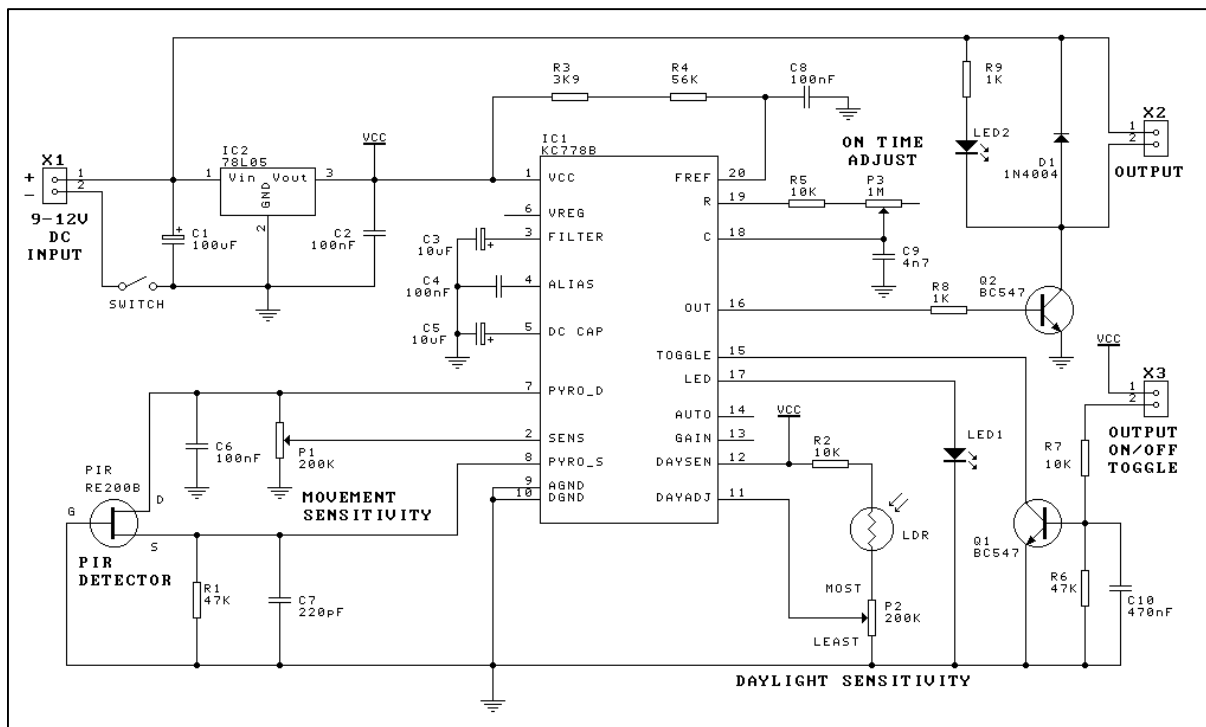 R3
3K9
R4
56K
C8
100nF
R9
1K
X2
1
2
OUTPUT
LED2
D1
1N4004
VCC
IC2
78L05
1
Vin
Vout
3
GND
2
IC1
KC778B
X1
+
1
-
2
9-12V
DC
INPUT
C1
+
100uF
C2
100nF
SWITCH
ON TIME
ADJUST
1
VCC
FREF
20
6
VREG
R
19
R5
10K
P3
1M
C3
10uF
+
3
FILTER
C
18
C9
4n7
C4
100nF
4
ALIAS
C5
10uF
+
5
DC CAP
OUT
16
R8
1K
Q2
BC547
TOGGLE
15
7
PYRO_D
LED
17
VCC
X3
1
2
OUTPUT
ON/OFF
TOGGLE
AUTO
14
VCC
2
SENS
GAIN
13
LED1
8
PYRO_S
DAYSEN
12
R2
10K
R7
10K
9
AGND
10
DGND
DAYADJ
11
C6
100nF
P1
200K
MOVEMENT
SENSITIVITY
PIR
RE200B
D
G
S
PIR
DETECTOR
LDR
Q1
BC547
R1
47K
C7
220pF
MOST
P2
200K
LEAST
R6
47K
C10
470nF
DAYLIGHT SENSITIVITY